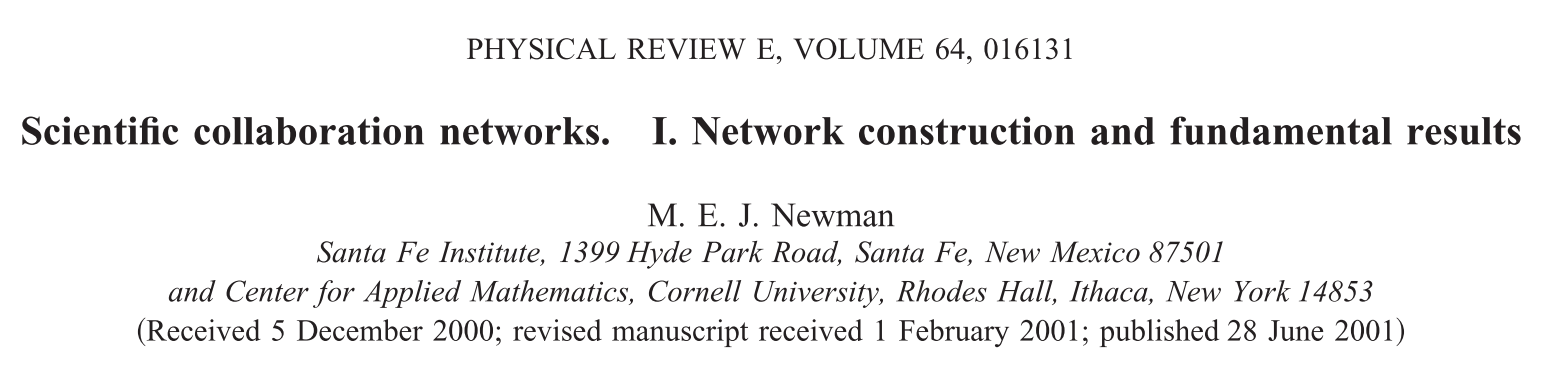 PHYSICAL REVIEW E, VOLUME 64, 016131
Scientific collaboration networks. I. Network construction and fundamental results
M. E. J. Newman
Santa Fe Institute, 1399 Hyde Park Road, Santa Fe, New Mexico 87501
and Center for Applied Mathematics, Cornell University, Rhodes Hall, Ithaca, New York 14853
(Received 5 December 2000; revised manuscript received 1 February 2001; published 28 June 2001)